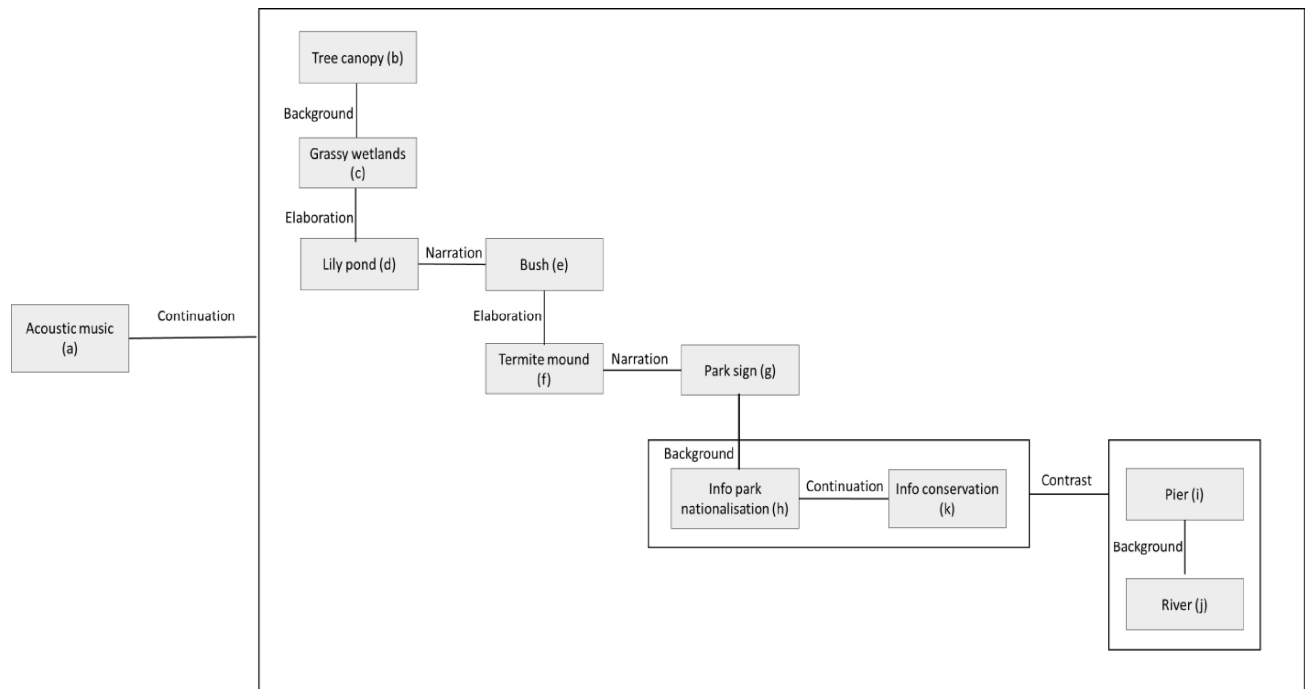 Tree canopy (b)
Background
Grassy wetlands
(c)
Elaboration
Lily pond (d)
Narration
Bush (e)
Elaboration
Acoustic music
(a)
Continuation
Termite mound
(f)
Narration
Park sign (g)
Background
Info park
nationalisation (h)
Continuation
Info conservation
(k)
Contrast
Pier (i)
Background
River (j)